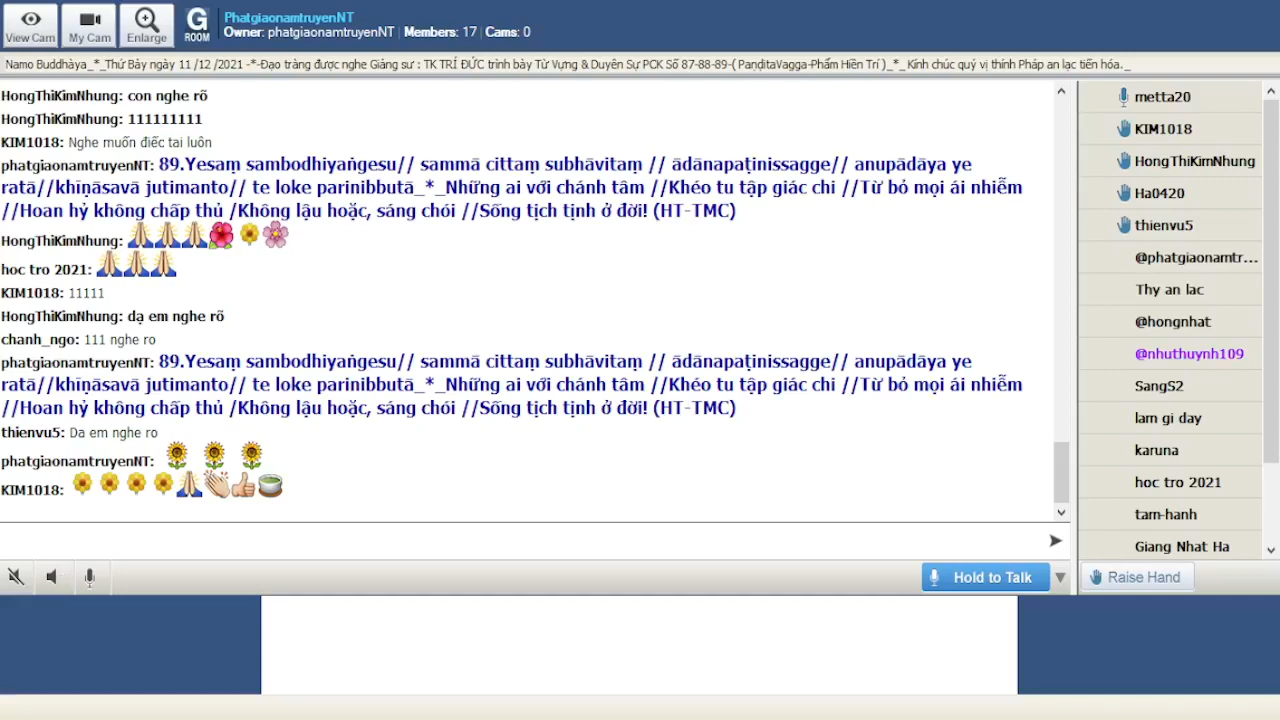 View Cam
My Cam
Enlarge
G
ROOM
PhatgiaonamtruyenNT
Owner: phatgiaonamtruyenNT | Members: 17 | Cams: 0
Namo Buddhàya_*_Thứ Bảy ngày 11 /12 /2021 -*-Đạo tràng được nghe Giảng sư : TK TRÍ ĐỨC trình bày Từ Vựng & Duyên Sự PCK Số 87-88-89-( PaṇḍitaVagga-Phẩm Hiền Trí )_*_ Kính chúc quý vị thính Pháp an lạc tiến hóa._
HongThiKimNhung: con nghe rõ
HongThiKimNhung: 111111111
KIM1018: Nghe muốn điếc tai luôn
phatgiaonamtruyenNT: 89.Yesaṃ sambodhiyaṅgesu// sammā cittaṃ subhāvitaṃ // ādānapaṭinissagge// anupādāya ye
ratā//khīṇāsavā jutimanto// te loke parinibbutā_*_Những ai với chánh tâm //Khéo tu tập giác chi //Từ bỏ mọi ái nhiễm
//Hoan hỷ không chấp thủ /Không lậu hoặc, sáng chói //Sống tịch tịnh ở đời! (HT-TMC)
HongThiKimNhung: 🙏🙏🙏🌺🌼🌸
hoc tro 2021: 🙏🙏🙏
KIM1018: 11111
HongThiKimNhung: dạ em nghe rõ
chanh_ngo: 111 nghe ro
phatgiaonamtruyenNT: 89.Yesaṃ sambodhiyaṅgesu// sammā cittaṃ subhāvitaṃ // ādānapaṭinissagge// anupādāya ye
ratā//khīṇāsavā jutimanto// te loke parinibbutā_*_Những ai với chánh tâm //Khéo tu tập giác chi //Từ bỏ mọi ái nhiễm
//Hoan hỷ không chấp thủ /Không lậu hoặc, sáng chói //Sống tịch tịnh ở đời! (HT-TMC)
thienvu5: Da em nghe ro
phatgiaonamtruyenNT: 🌻 🌻 🌻
KIM1018: 🌼🌼🌼🌼🙏👏👍🍵
Hold to Talk
metta20
KIM1018
HongThiKimNhung
Ha0420
thienvu5
@phatgiaonamtr...
Thy an lac
@hongnhat
@nhuthuynh109
SangS2
lam gi day
karuna
hoc tro 2021
tam-hanh
Giang Nhat Ha
Raise Hand